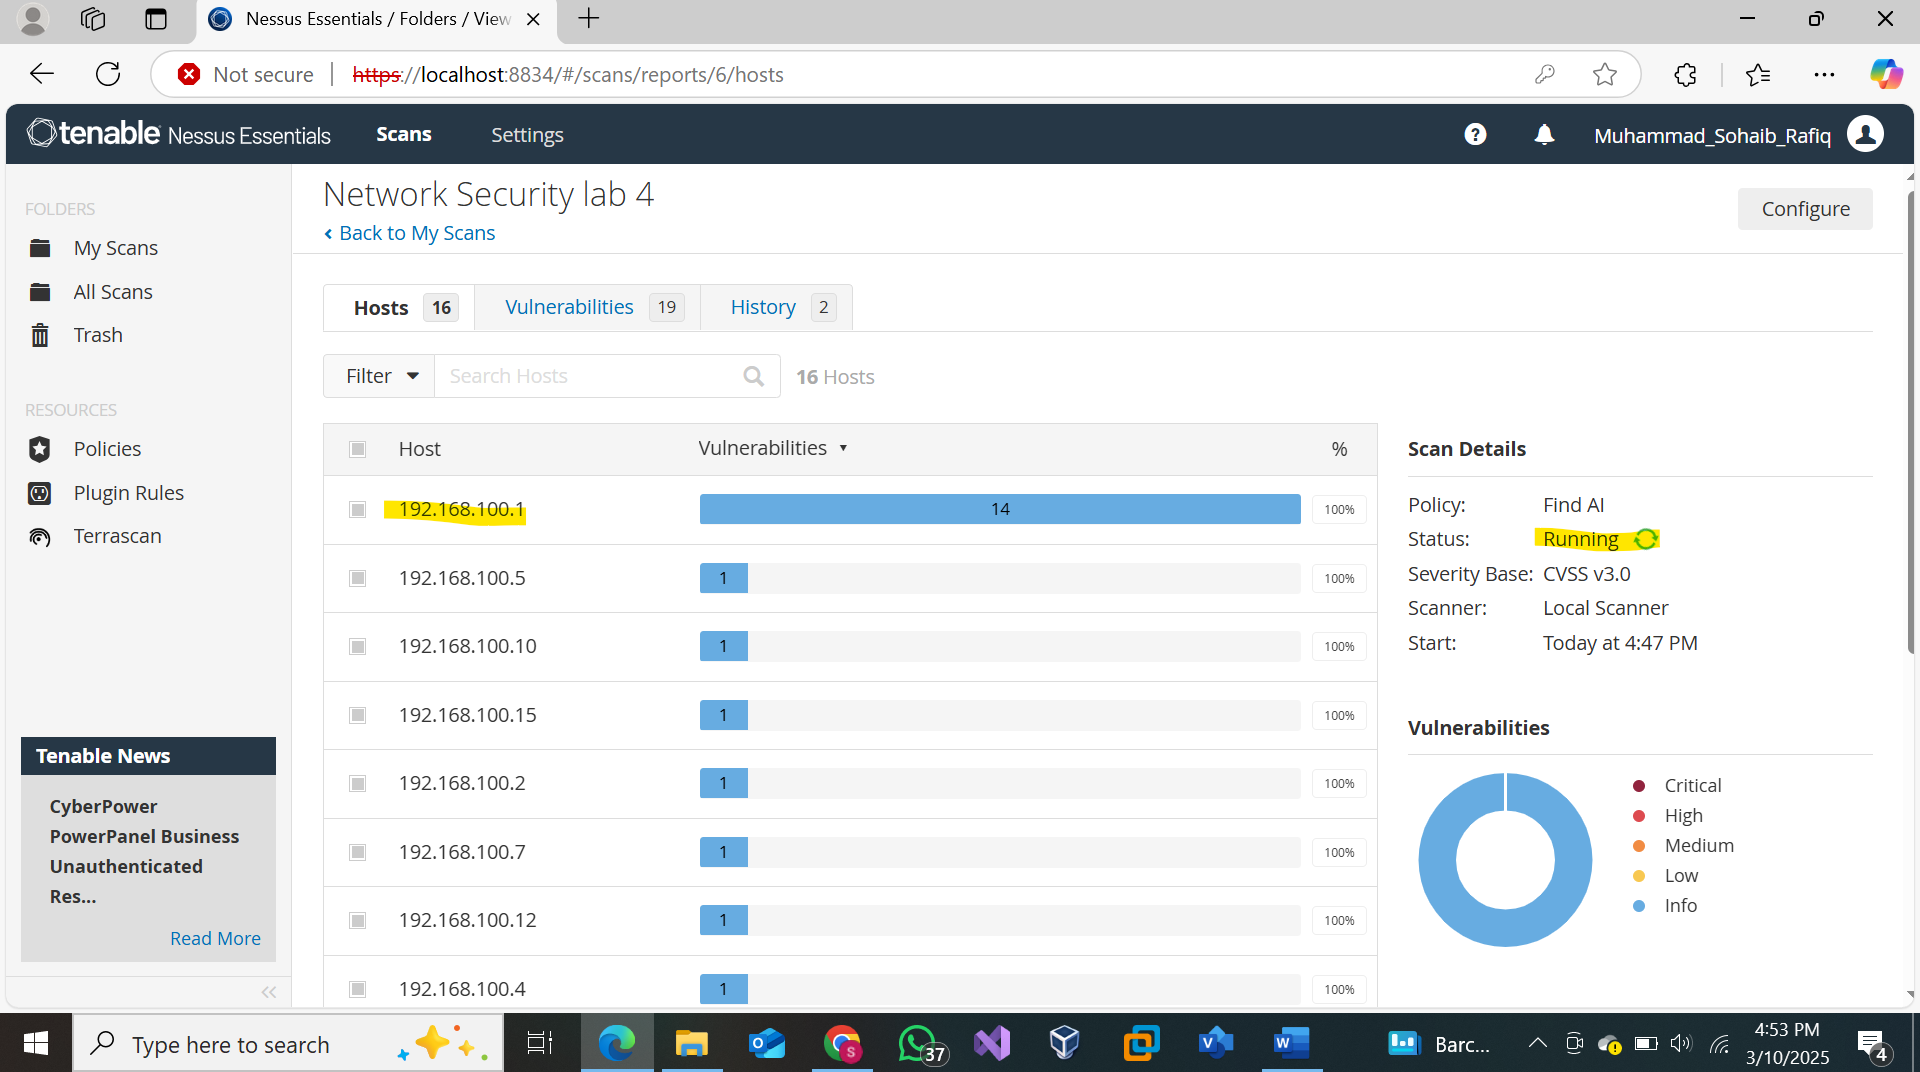 Nessus Essentials / Folders / View
Not secure
https://localhost:8834/#/scans/reports/6/hosts
tenable Nessus Essentials
Scans
Settings
?
Muhammad_Sohaib_Rafiq
FOLDERS
My Scans
All Scans
Trash
RESOURCES
Policies
Plugin Rules
Terrascan
Tenable News
CyberPower
PowerPanel Business
Unauthenticated
Res...
Read More
Network Security lab 4
Back to My Scans
Configure
Hosts 16
Vulnerabilities 19
History 2
Filter
Search Hosts
16 Hosts
Host Vulnerabilities %
192.168.100.1 14 100%
192.168.100.5 1 100%
192.168.100.10 1 100%
192.168.100.15 1 100%
192.168.100.2 1 100%
192.168.100.7 1 100%
192.168.100.12 1 100%
192.168.100.4 1 100%
Scan Details
Policy: Find AI
Status: Running
Severity Base: CVSS v3.0
Scanner: Local Scanner
Start: Today at 4:47 PM
Vulnerabilities
Critical
High
Medium
Low
Info
Type here to search
O
S
37
V
W
Barc...
4:53 PM
3/10/2025
4